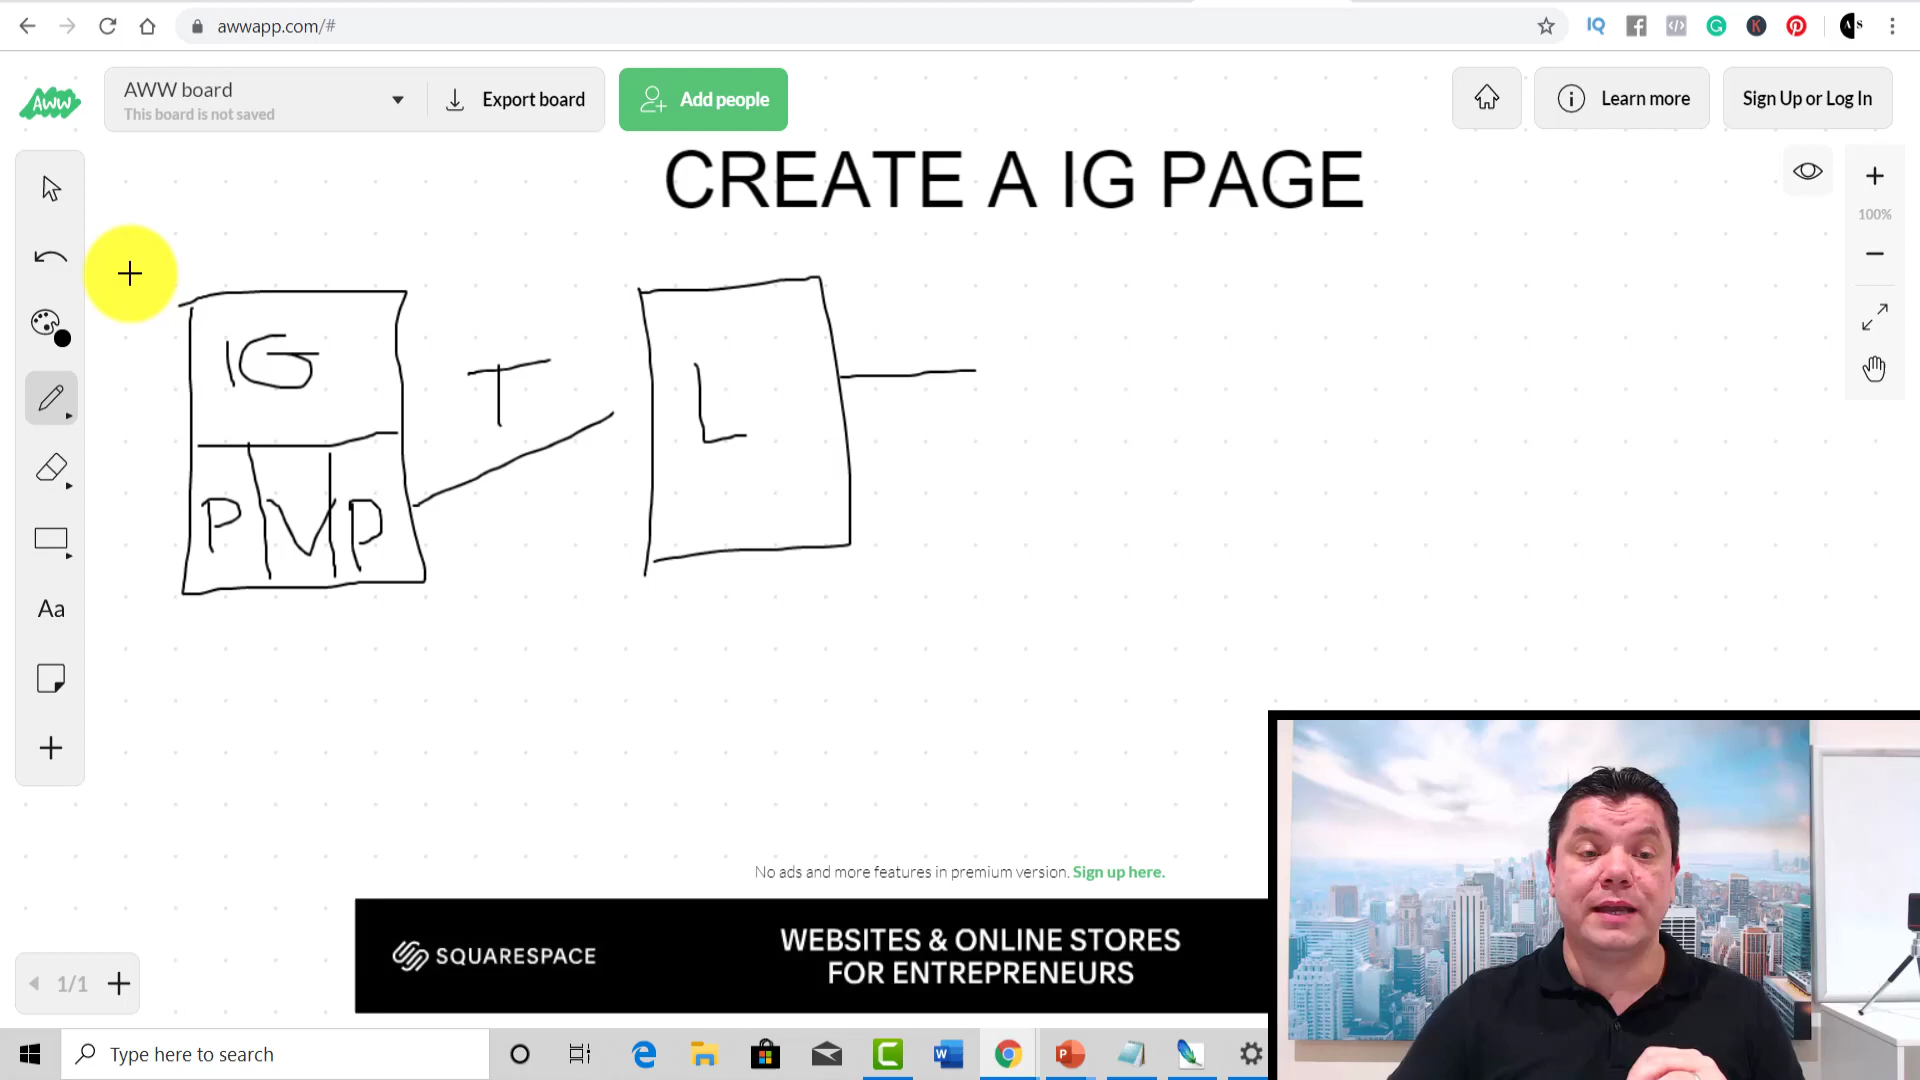 awwapp.com/#
IQ
A S
AWW
AWW board
This board is not saved
Export board
Add people
Learn more
Sign Up or Log In
CREATE A IG PAGE
100%
IG
T
L
P V P
Aa
No ads and more features in premium version. Sign up here.
SQUARESPACE
WEBSITES & ONLINE STORES
FOR ENTREPRENEURS
1/1
Type here to search